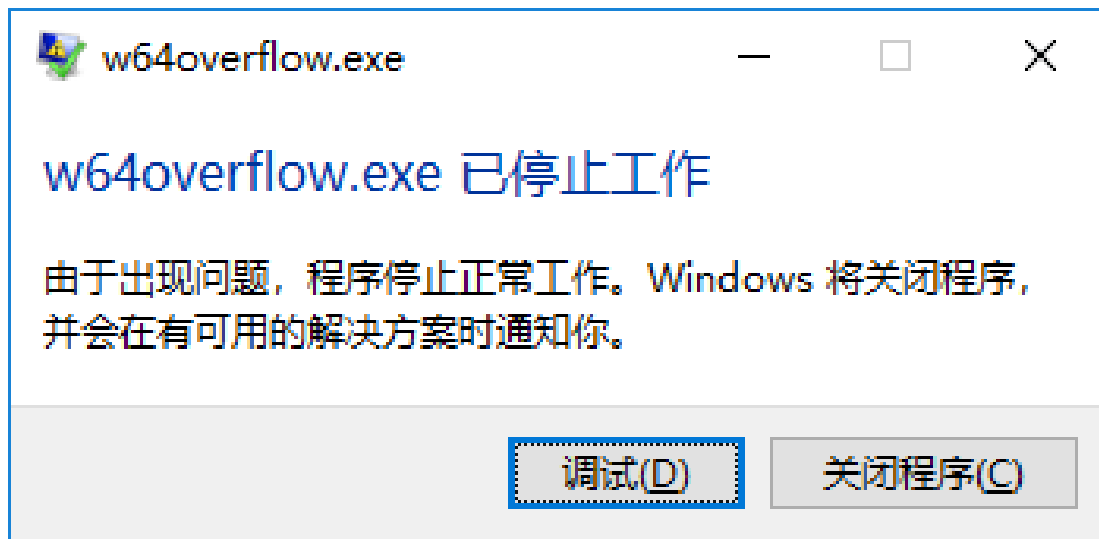 w64overflow.exe
w64overflow.exe 已停止工作
由于出现问题，程序停止正常工作。Windows 将关闭程序，
并会在有可用的解决方案时通知你。
调试(D) 关闭程序(C)